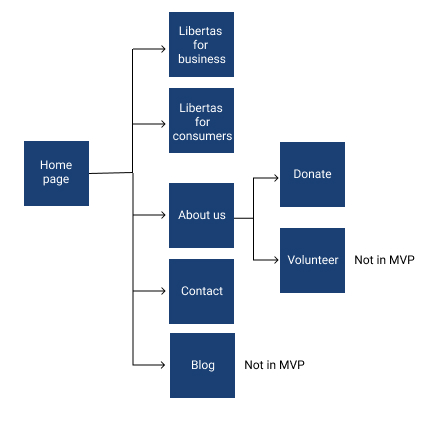 Libertas
for
business
Libertas
for
consumers
Home
page
Donate
About us
Volunteer
Not in MVP
Contact
Blog
Not in MVP